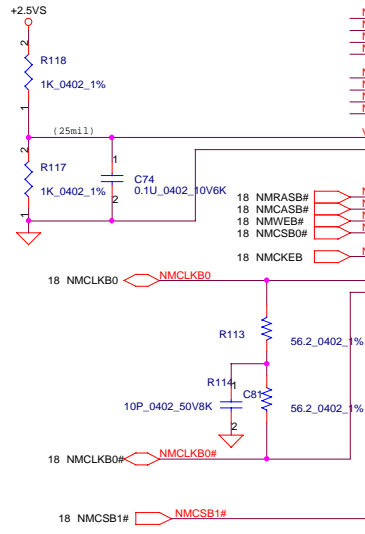 +2.5VS
2
R118
1K_0402_1%
1
(25mil)
2
R117
1K_0402_1%
1
1
C74
0.1U_0402_10V6K
2
18 NMRASB#
18 NMCASB#
18 NMWEB#
18 NMCSB0#
18 NMCKEB
18 NMCLKB0
NMCLKB0
R113
56.2_0402_1%
R114
1
C81
10P_0402_50V8K
56.2_0402_1%
2
18 NMCLKB0#
NMCLKB0#
18 NMCSB1#
NMCSB1#